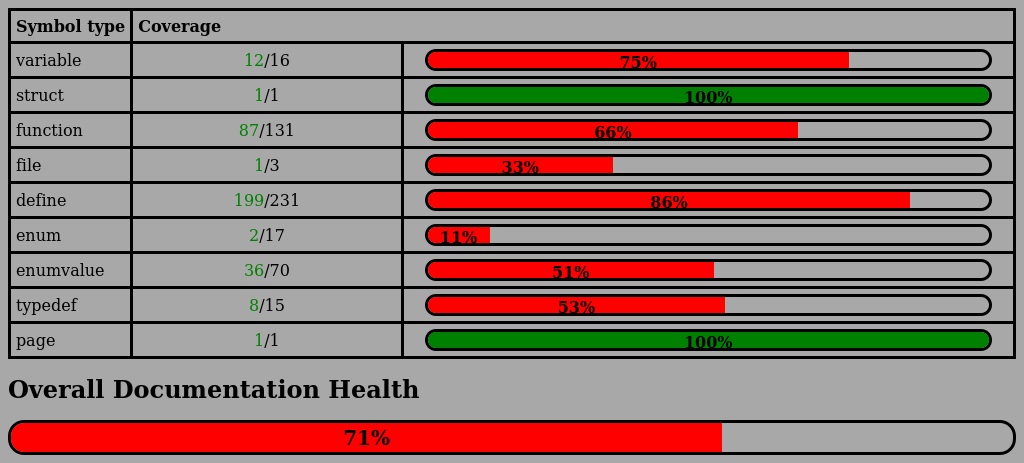 Symbol type Coverage
variable 12/16 75%
struct 1/1 100%
function 87/131 66%
file 1/3 33%
define 199/231 86%
enum 2/17 11%
enumvalue 36/70 51%
typedef 8/15 53%
page 1/1 100%
Overall Documentation Health
71%